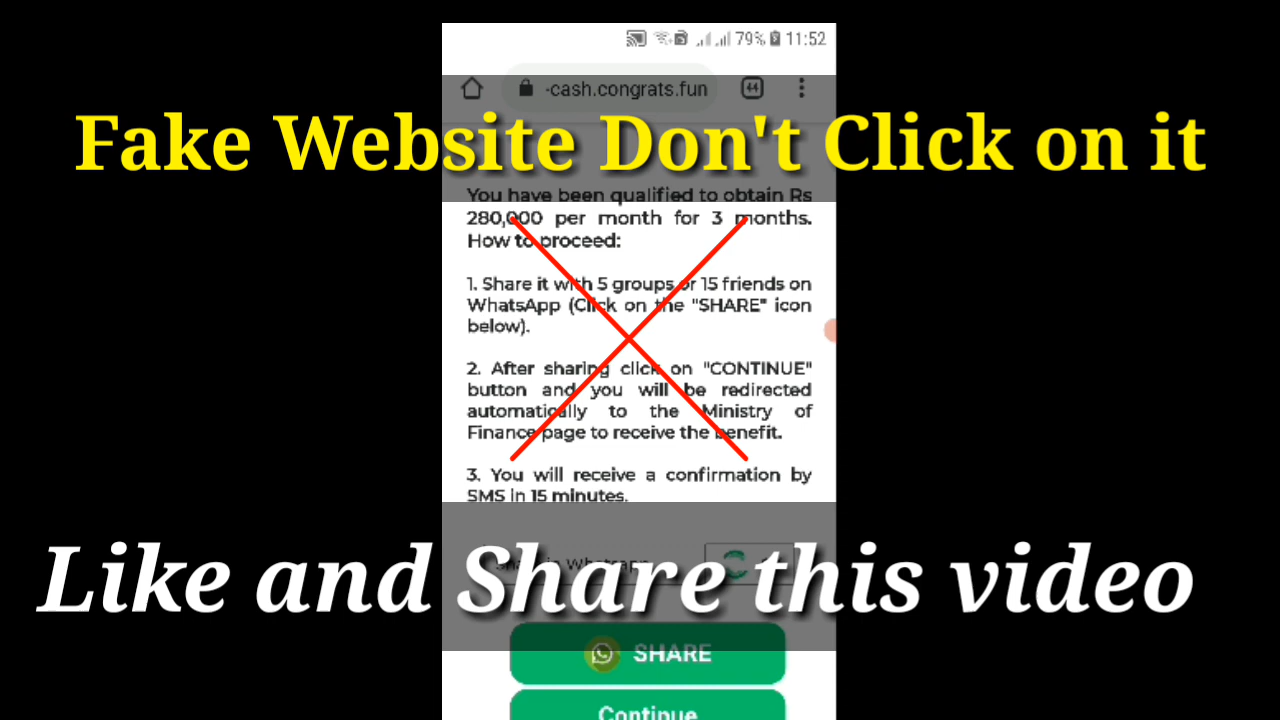 79% 11:52
-cash.congrats.fun 44
Fake Website Don't Click on it
You have been qualified to obtain Rs
280,000 per month for 3 months.
How to proceed:
1. Share it with 5 groups or 15 friends on
WhatsApp (Click on the "SHARE" icon
below).
2. After sharing click on "CONTINUE"
button and you will be redirected
automatically to the Ministry of
Finance page to receive the benefit.
3. You will receive a confirmation by
SMS in 15 minutes.
Like and Share this video
SHARE
Continue